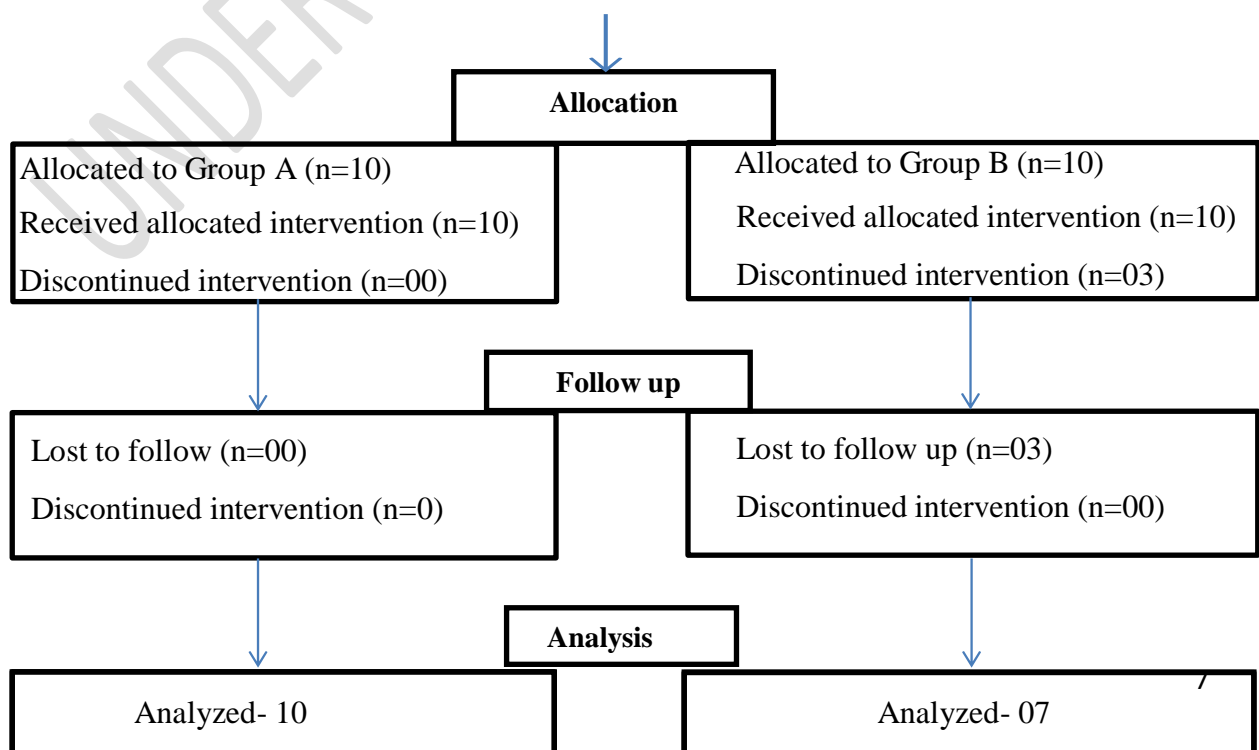 UNDER
Allocation
Allocated to Group A (n=10)
Received allocated intervention (n=10)
Discontinued intervention (n=00)
Allocated to Group B (n=10)
Received allocated intervention (n=10)
Discontinued intervention (n=03)
Follow up
Lost to follow (n=00)
Discontinued intervention (n=0)
Lost to follow up (n=03)
Discontinued intervention (n=00)
Analysis
Analyzed- 10
Analyzed- 07